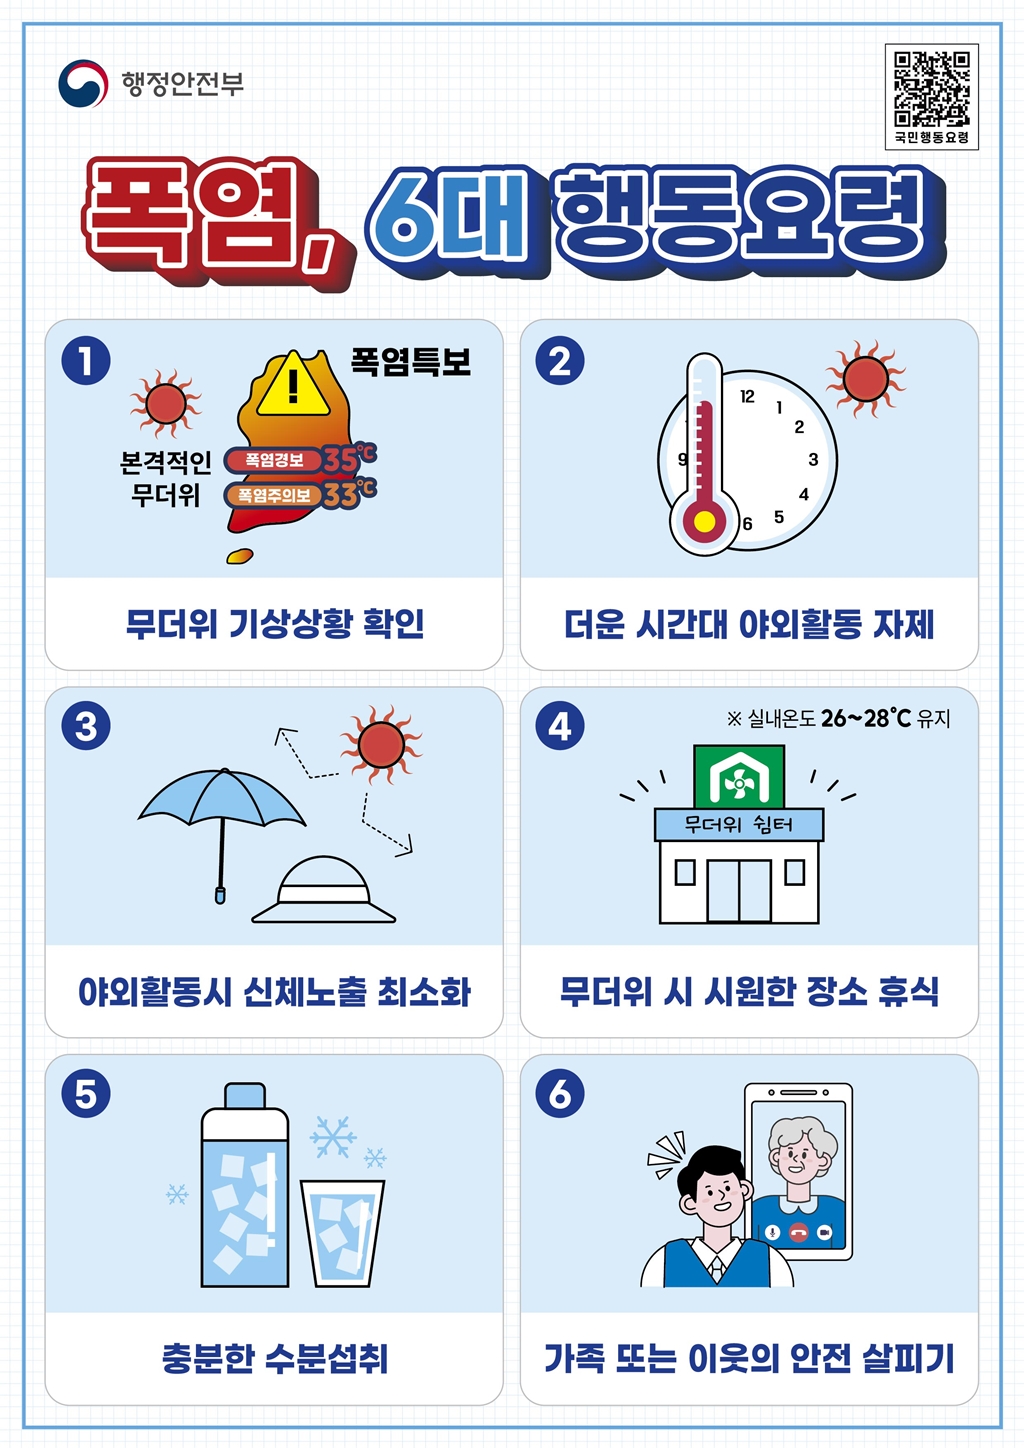 행정안전부
국민행동요령
폭염, 6대 행동요령
1
폭염특보
본격적인
무더위
!
폭염경보 35℃
폭염주의보 33℃
무더위 기상상황 확인
2
12
1
2
3
4
5
6
9
더운 시간대 야외활동 자제
3
야외활동시 신체노출 최소화
4
※ 실내온도 26~28℃ 유지
무더위 쉼터
무더위 시 시원한 장소 휴식
5
충분한 수분섭취
6
가족 또는 이웃의 안전 살피기